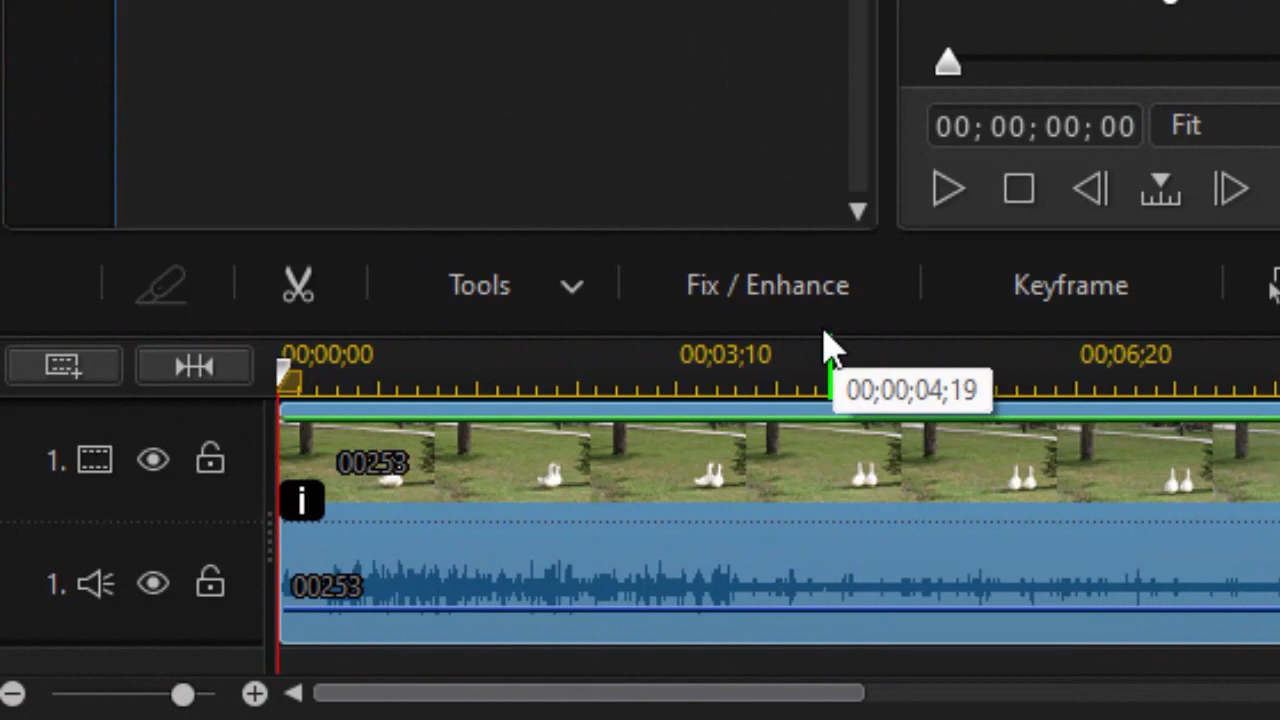 00; 00; 00; 00 Fit
Tools Fix / Enhance Keyframe
00;00;00 00;03;10 00;06;20
00;00;04;19
1. 00253
i
1. 00253